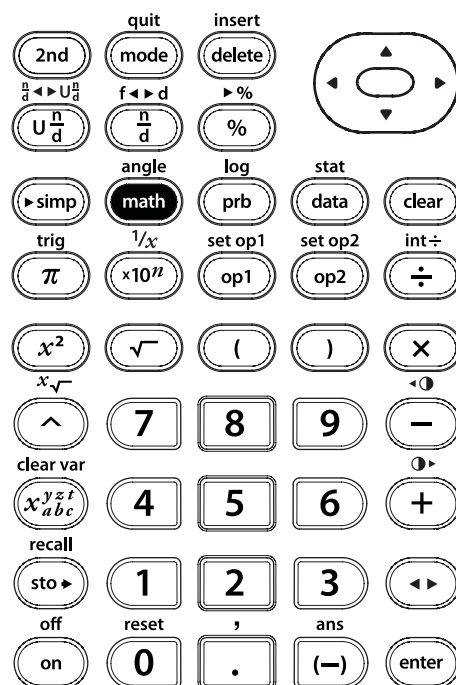 quit insert
2nd mode delete
n/d ◄► U n/d f ◄► d ► %
U n/d n/d %
angle log stat
►simp math prb data clear
trig 1/x set op1 set op2 int÷
π ×10ⁿ op1 op2 ÷
x² √ ( ) ×
ˣ√ ◄◑
^ 7 8 9 −
clear var ◑►
x y z t a b c 4 5 6 +
recall
sto► 1 2 3 ◄►
off reset , ans
on 0 . (−) enter